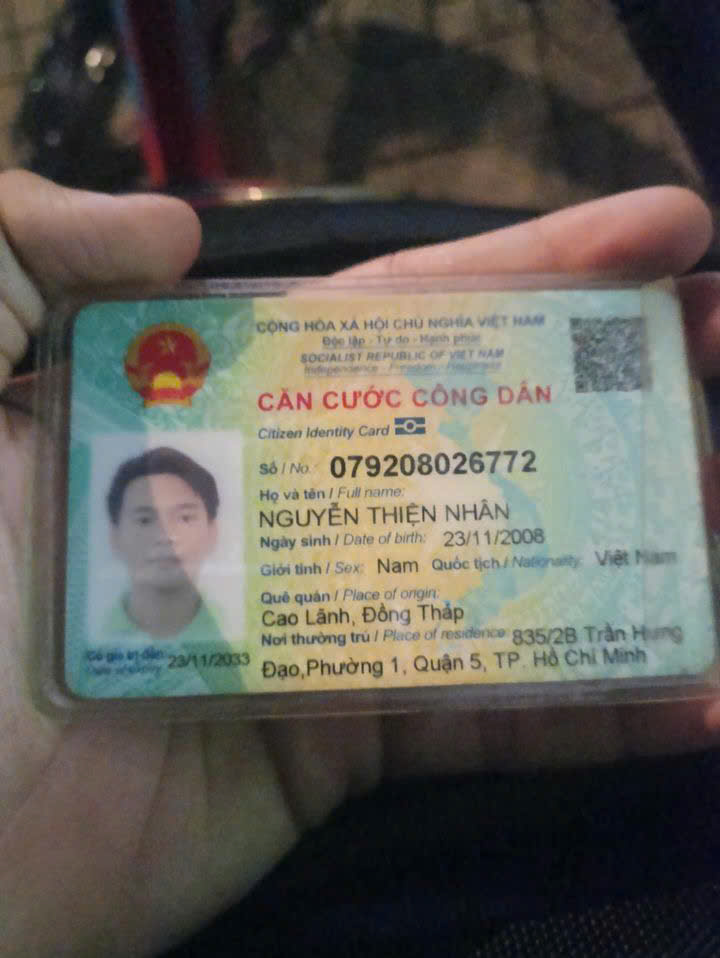 CỘNG HÒA XÃ HỘI CHỦ NGHĨA VIỆT NAM
Độc lập - Tự do - Hạnh phúc
SOCIALIST REPUBLIC OF VIET NAM
Independence - Freedom - Happiness
CĂN CƯỚC CÔNG DÂN
Citizen Identity Card
Số / No.: 079208026772
Họ và tên / Full name:
NGUYỄN THIỆN NHÂN
Ngày sinh / Date of birth: 23/11/2008
Giới tính / Sex: Nam Quốc tịch / Nationality: Việt Nam
Quê quán / Place of origin:
Cao Lãnh, Đồng Tháp
Nơi thường trú / Place of residence: 835/2B Trần Hưng
Đạo,Phường 1, Quận 5, TP. Hồ Chí Minh
Có giá trị đến: 23/11/2033
Date of expiry